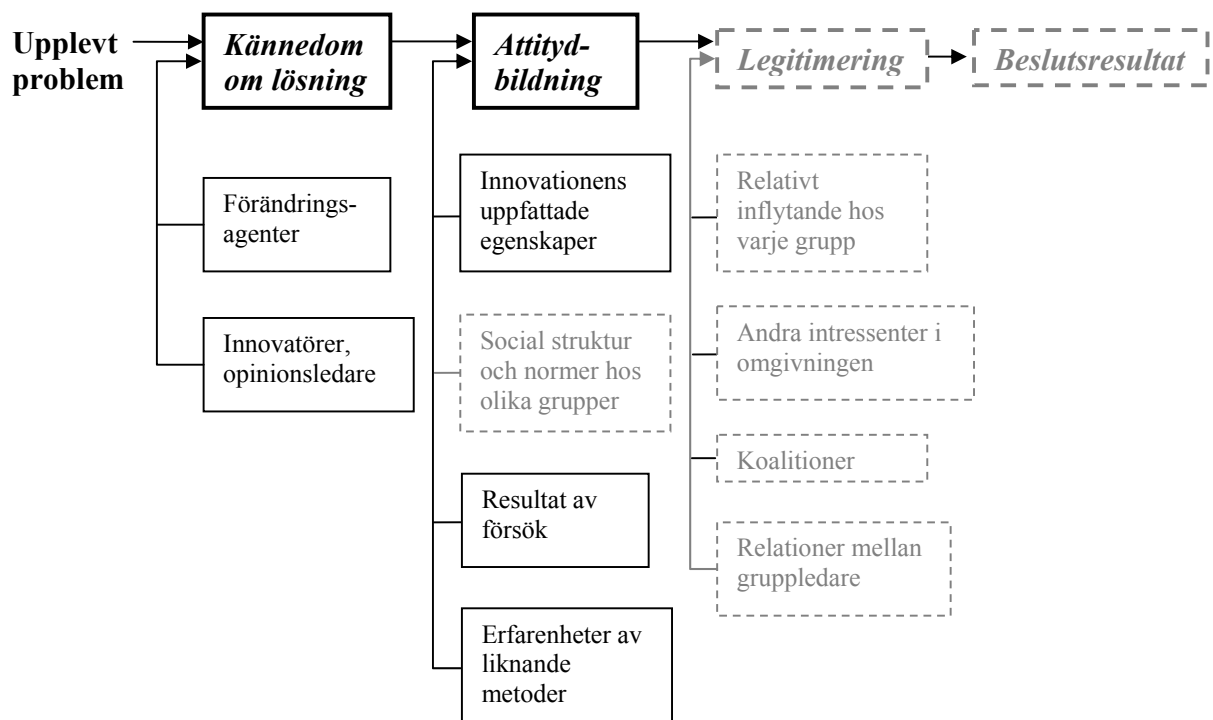 Upplevt
problem
Kännedom
om lösning
Attityd-
bildning
Legitimering
Beslutsresultat
Förändrings-
agenter
Innovatörer,
opinionsledare
Innovationens
uppfattade
egenskaper
Social struktur
och normer hos
olika grupper
Resultat av
försök
Erfarenheter av
liknande
metoder
Relativt
inflytande hos
varje grupp
Andra intressenter i
omgivningen
Koalitioner
Relationer mellan
gruppledare